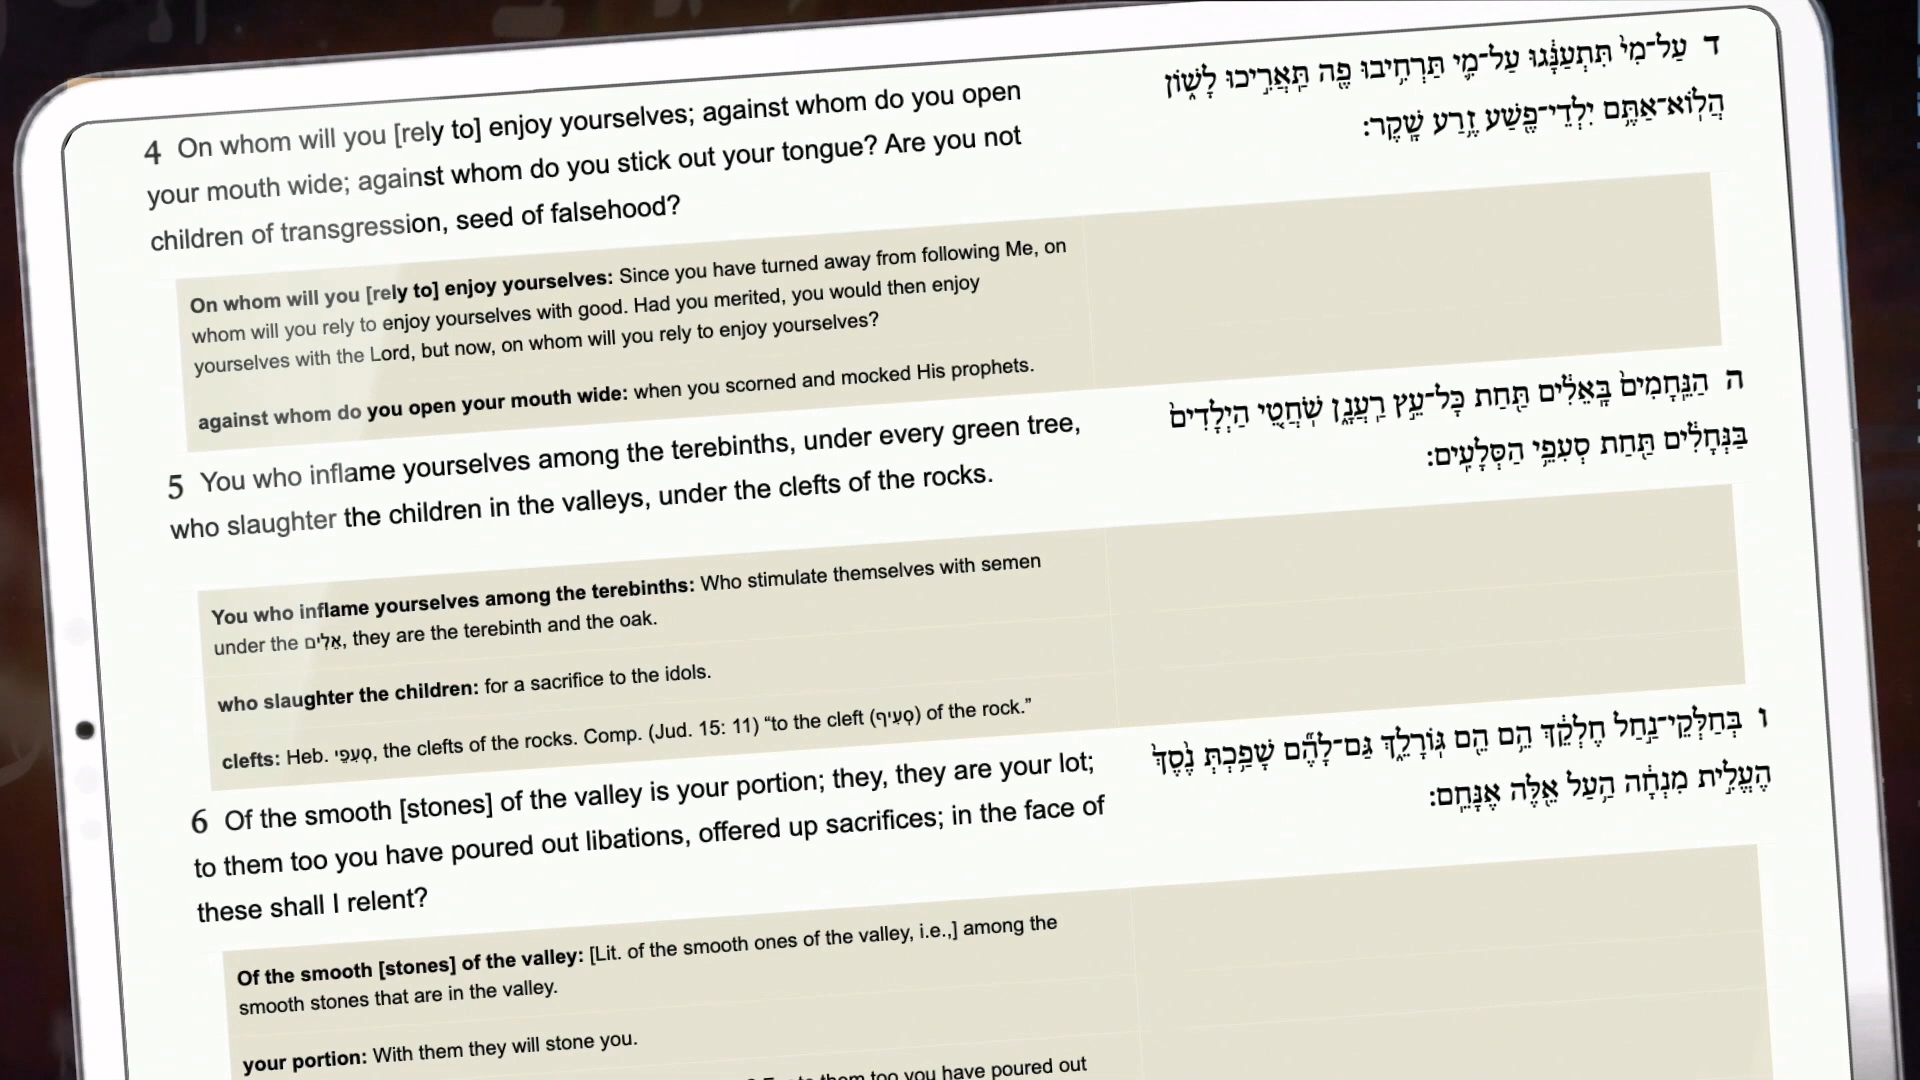 4 On whom will you [rely to] enjoy yourselves; against whom do you open
your mouth wide; against whom do you stick out your tongue? Are you not
children of transgression, seed of falsehood?
ד עַל־מִי֙ תִּתְעַנָּ֔גוּ עַל־מִ֛י תַּרְחִ֥יבוּ פֶ֖ה תַּאֲרִ֣יכוּ לָשׁ֑וֹן
הֲלֽוֹא־אַתֶּ֥ם יִלְדֵי־פֶ֖שַׁע זֶ֥רַע שָֽׁקֶר׃
On whom will you [rely to] enjoy yourselves: Since you have turned away from following Me, on
whom will you rely to enjoy yourselves with good. Had you merited, you would then enjoy
yourselves with the Lord, but now, on whom will you rely to enjoy yourselves?
against whom do you open your mouth wide: when you scorned and mocked His prophets.
5 You who inflame yourselves among the terebinths, under every green tree,
who slaughter the children in the valleys, under the clefts of the rocks.
ה הַנֵּֽחָמִים֙ בָּֽאֵלִ֔ים תַּ֖חַת כָּל־עֵ֣ץ רַֽעֲנָ֑ן שֹֽׁחֲטֵ֚י הַיְלָדִים֙
בַּנְּחָלִ֔ים תַּ֖חַת סְעִפֵ֥י הַסְּלָעִֽים׃
You who inflame yourselves among the terebinths: Who stimulate themselves with semen
under the אֵלִים, they are the terebinth and the oak.
who slaughter the children: for a sacrifice to the idols.
clefts: Heb. סְעִפֵי, the clefts of the rocks. Comp. (Jud. 15: 11) “to the cleft (סְעִיף) of the rock.”
6 Of the smooth [stones] of the valley is your portion; they, they are your lot;
to them too you have poured out libations, offered up sacrifices; in the face of
these shall I relent?
ו בְּחַלְּקֵי־נַ֣חַל חֶלְקֵ֔ךְ הֵ֥ם הֵ֖ם גּֽוֹרָלֵ֑ךְ גַּם־לָהֶ֞ם שָׁפַ֥כְתְּ נֶ֙סֶךְ֙
הֶֽעֱלִ֣ית מִנְחָ֔ה הַ֥עַל אֵ֖לֶּה אֶנָּחֵֽם׃
Of the smooth [stones] of the valley: [Lit. of the smooth ones of the valley, i.e.,] among the
smooth stones that are in the valley.
your portion: With them they will stone you.
them too you have poured out